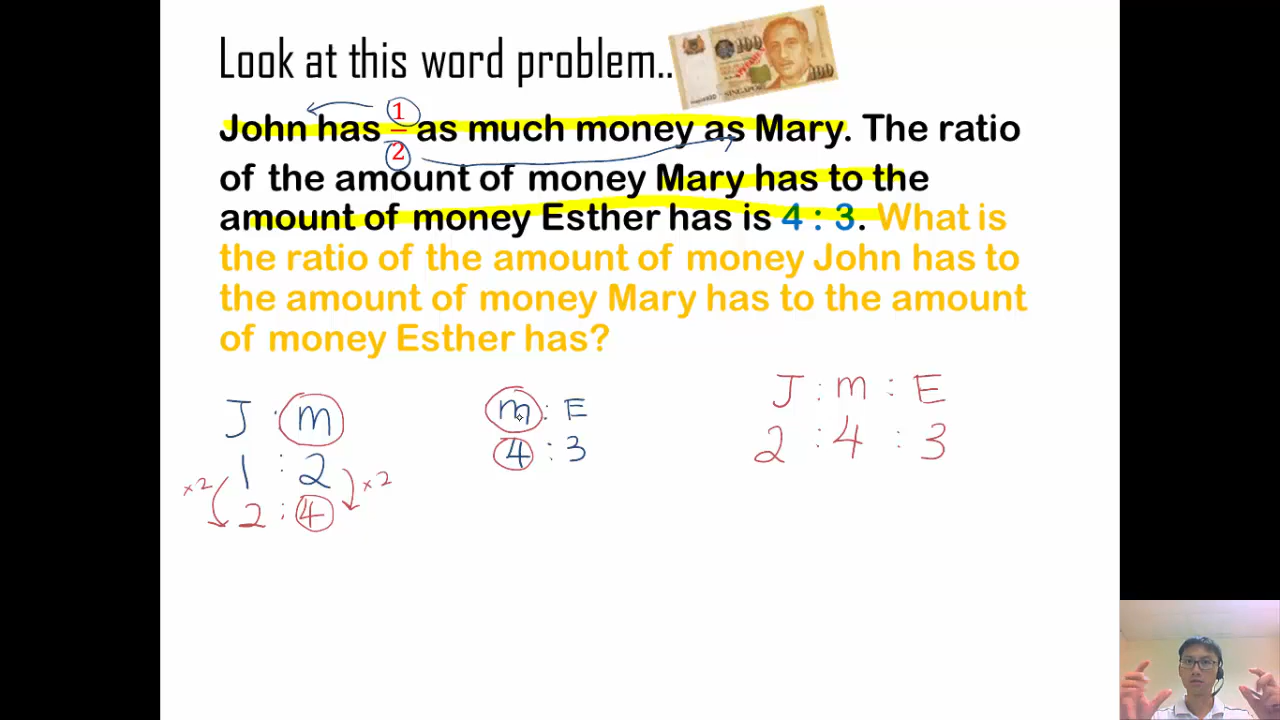 Look at this word problem..
John has 1/2 as much money as Mary. The ratio
of the amount of money Mary has to the
amount of money Esther has is 4 : 3. What is
the ratio of the amount of money John has to
the amount of money Mary has to the amount
of money Esther has?
J : m
1 : 2
×2 ×2
2 : 4
m : E
4 : 3
J : m : E
2 : 4 : 3
100
100
SINGAPORE